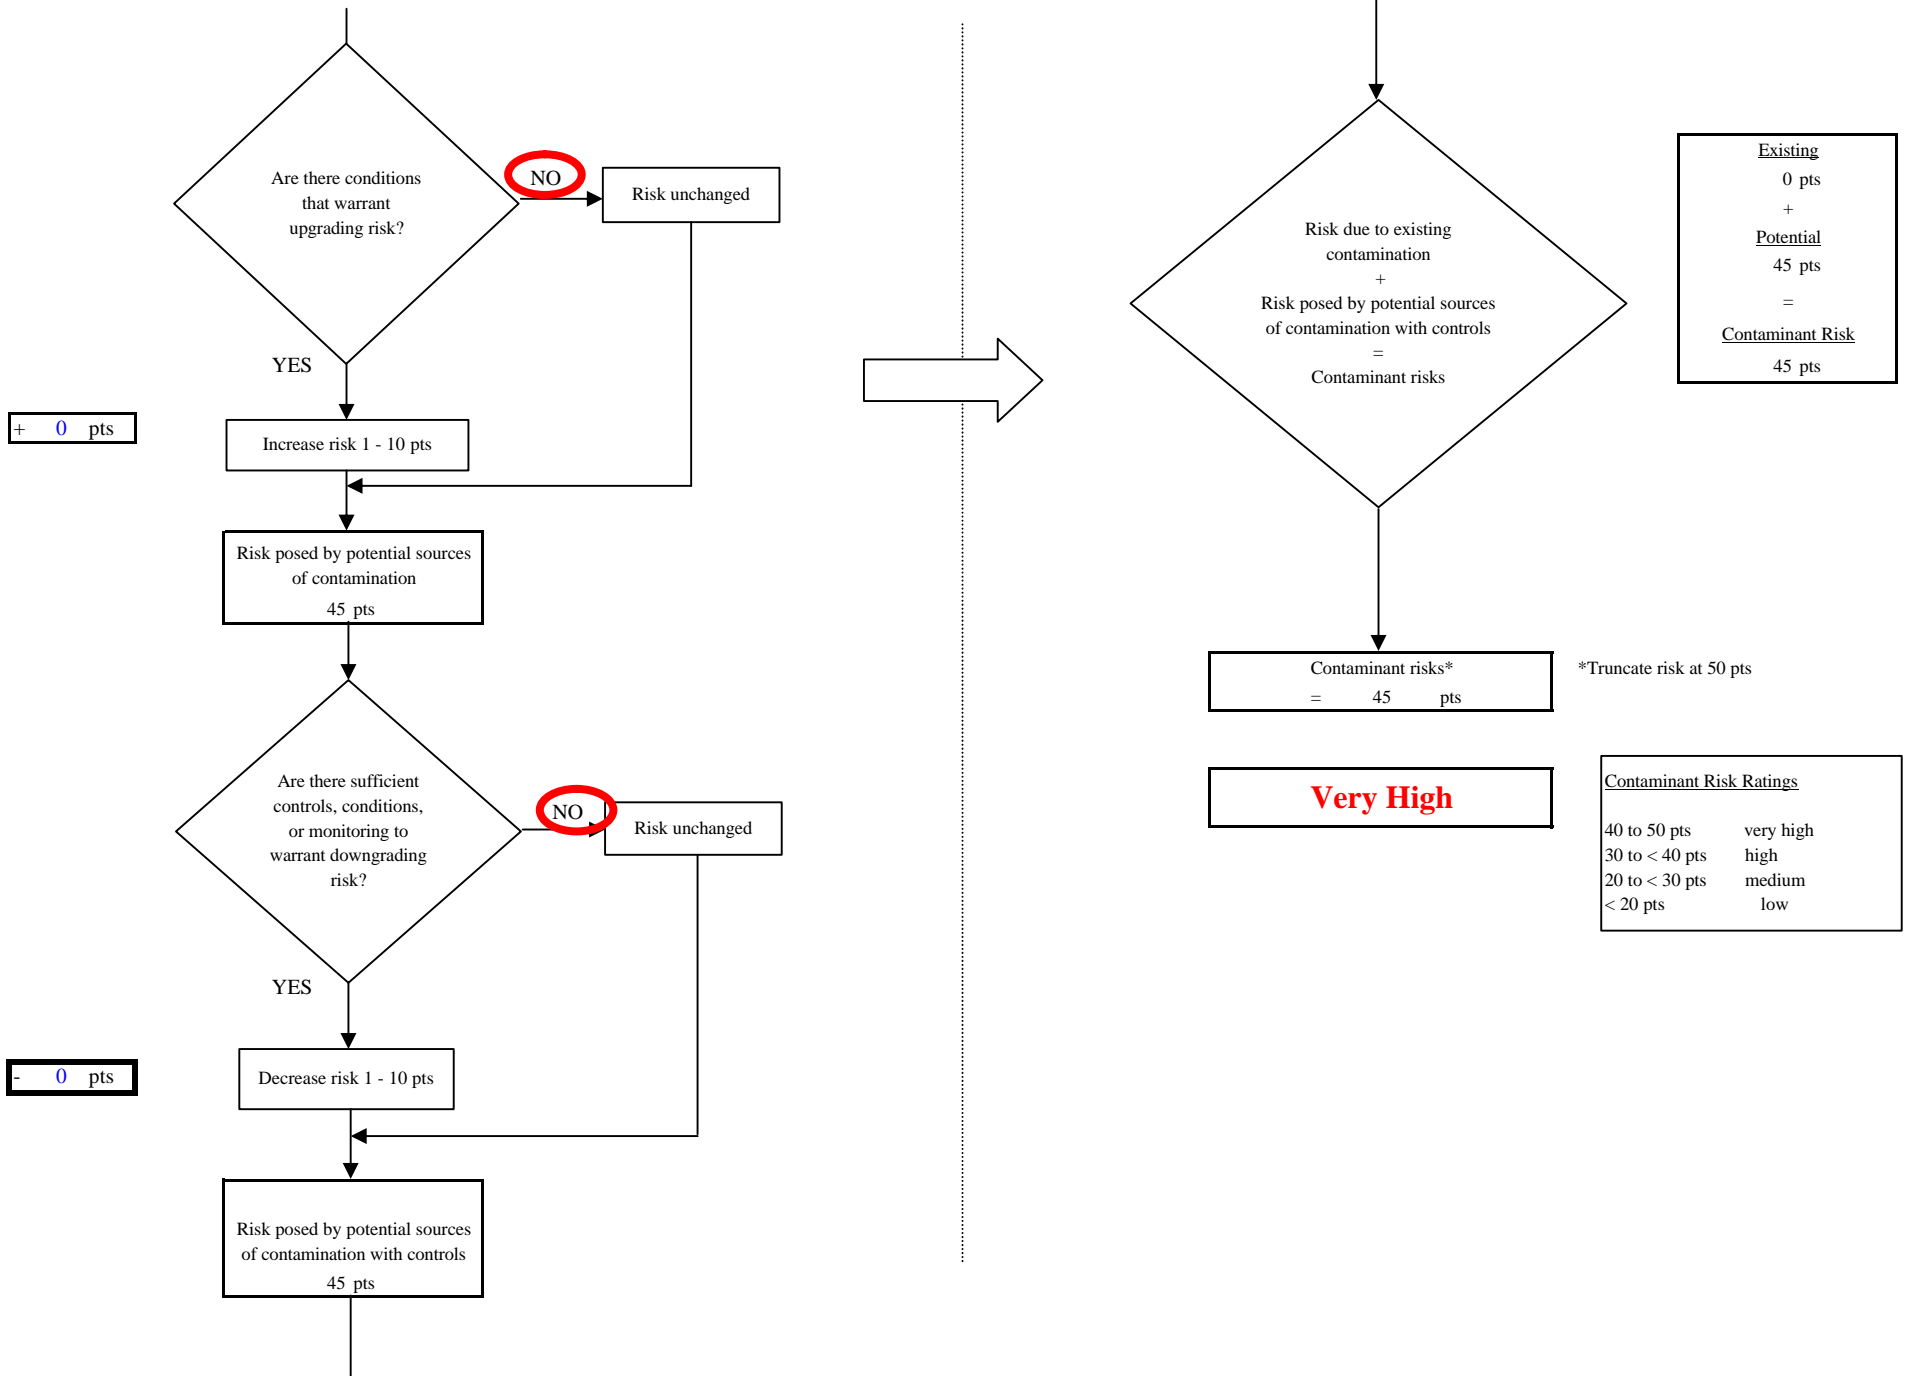 Are there conditions
that warrant
upgrading risk?
NO
Risk unchanged
YES
+ 0 pts
Increase risk 1 - 10 pts
Risk posed by potential sources
of contamination
45 pts
Are there sufficient
controls, conditions,
or monitoring to
warrant downgrading
risk?
NO
Risk unchanged
YES
- 0 pts
Decrease risk 1 - 10 pts
Risk posed by potential sources
of contamination with controls
45 pts
Risk due to existing
contamination
+
Risk posed by potential sources
of contamination with controls
=
Contaminant risks
Existing
0 pts
+
Potential
45 pts
=
Contaminant Risk
45 pts
Contaminant risks*
= 45 pts
*Truncate risk at 50 pts
Very High
Contaminant Risk Ratings
40 to 50 pts very high
30 to < 40 pts high
20 to < 30 pts medium
< 20 pts low